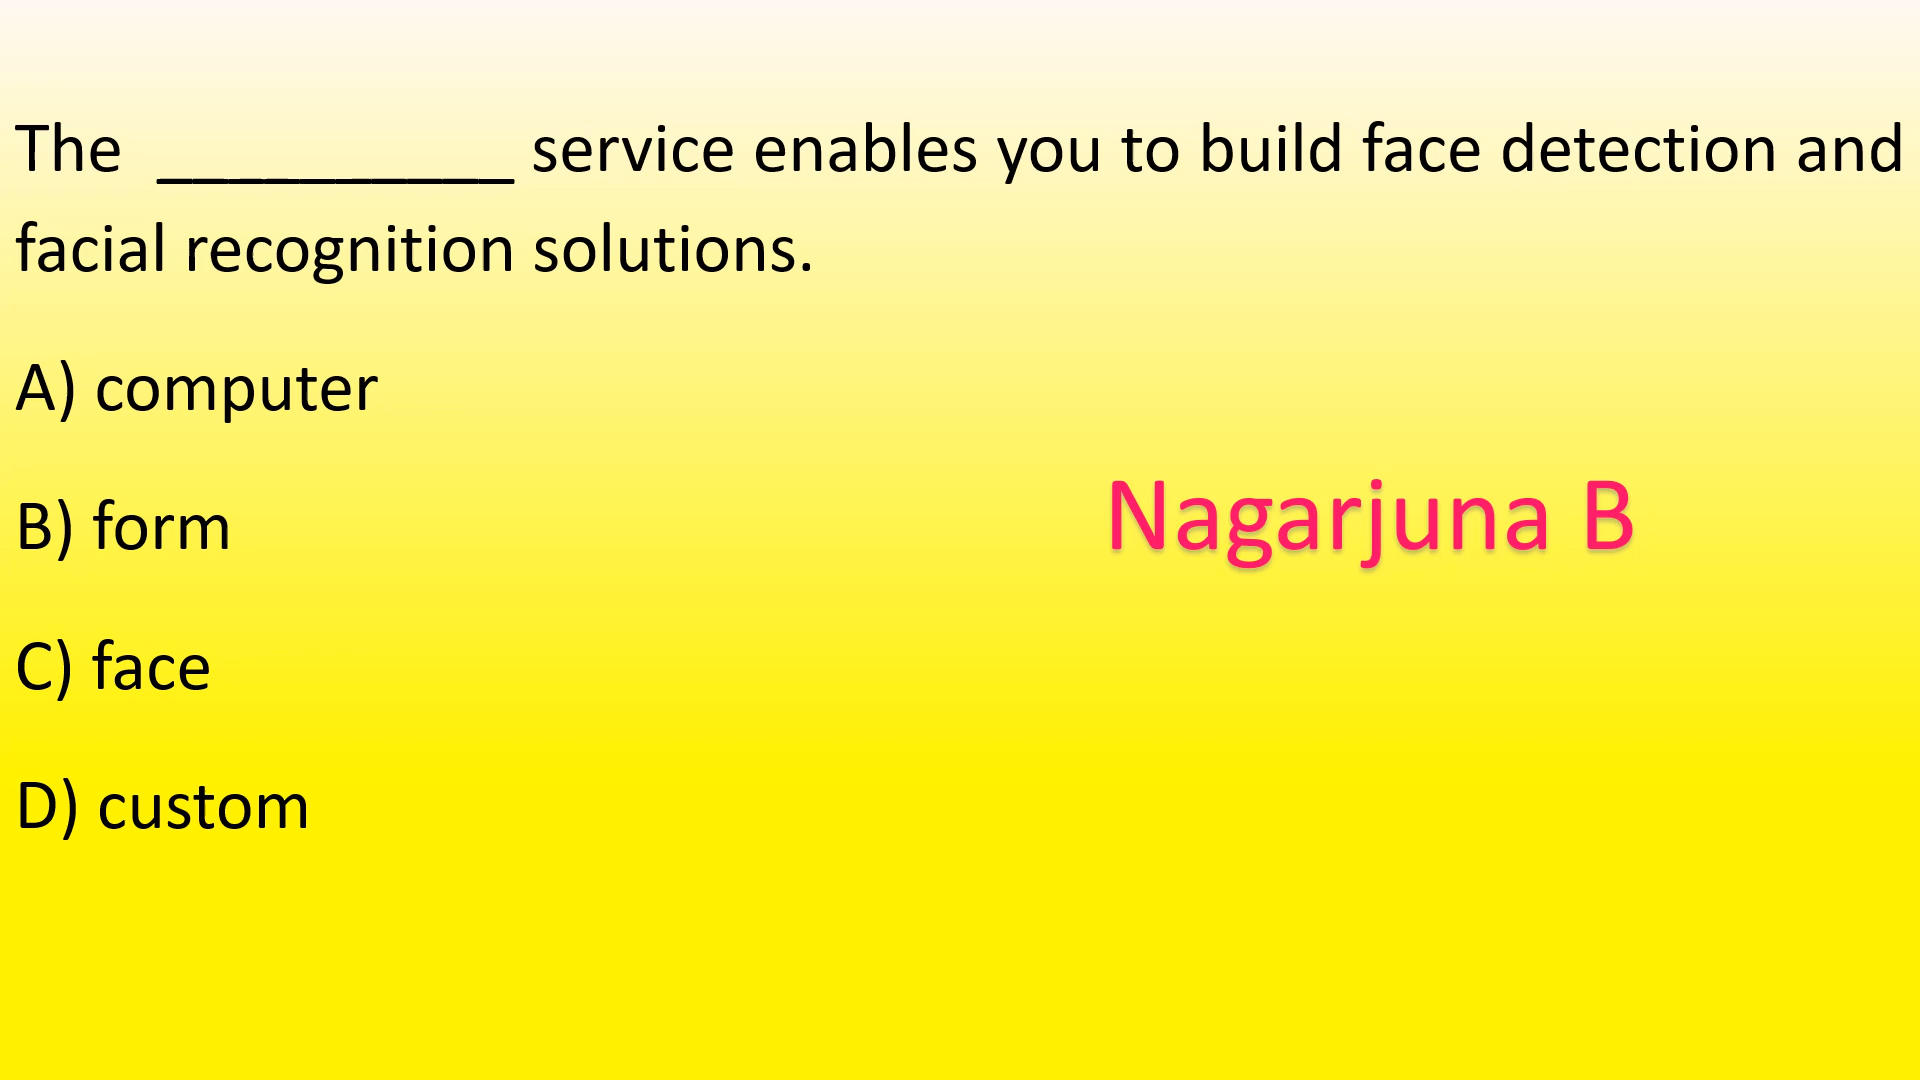 The __________ service enables you to build face detection and
facial recognition solutions.
A) computer
B) form
Nagarjuna B
C) face
D) custom